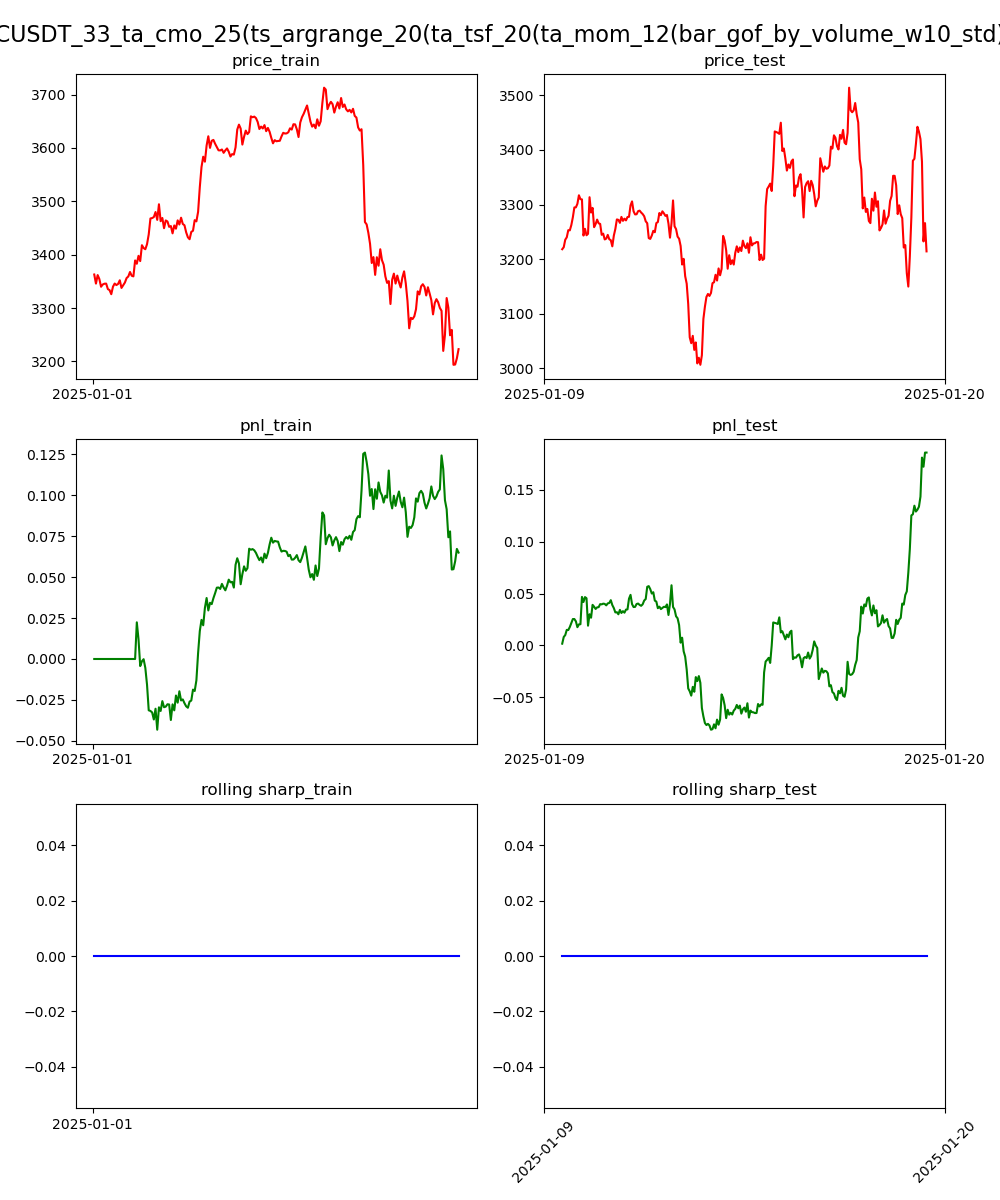 CUSDT_33_ta_cmo_25(ts_argrange_20(ta_tsf_20(ta_mom_12(bar_gof_by_volume_w10_std)
price_train price_test
3700 3500
3600 3400
3500 3300
3400 3200
3300 3100
3200 3000
2025-01-01 2025-01-09 2025-01-20
pnl_train pnl_test
0.125
0.100 0.15
0.075 0.10
0.050
0.025 0.05
0.000 0.00
−0.025 −0.05
−0.050
2025-01-01 2025-01-09 2025-01-20
rolling sharp_train rolling sharp_test
0.04 0.04
0.02 0.02
0.00 0.00
−0.02 −0.02
−0.04 −0.04
2025-01-01 2025-01-09 2025-01-20